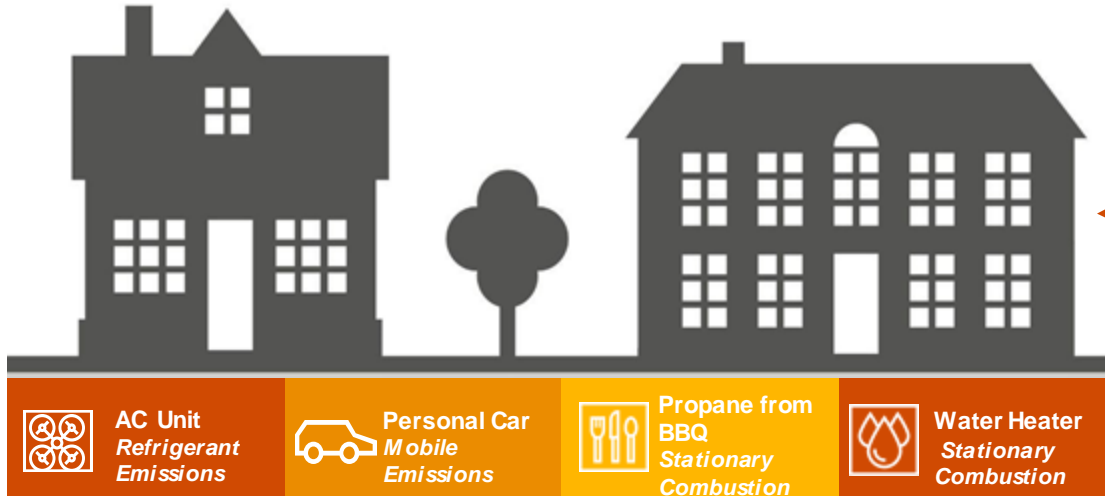 AC Unit
Refrigerant
Emissions
Personal Car
Mobile
Emissions
Propane from
BBQ
Stationary
Combustion
Water Heater
Stationary
Combustion